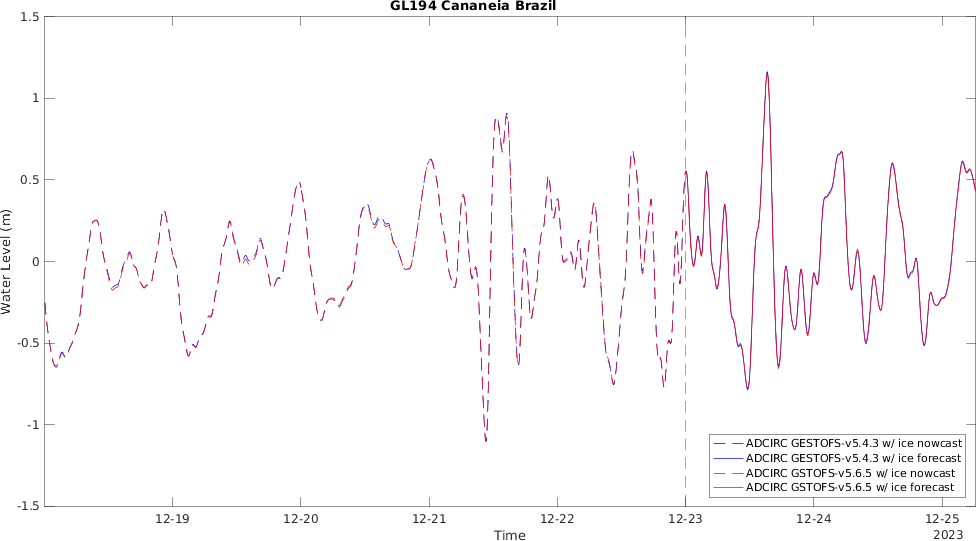 GL194 Cananeia Brazil
1.5
1
0.5
0
-0.5
-1
-1.5
Water Level (m)
ADCIRC GESTOFS-v5.4.3 w/ ice nowcast
ADCIRC GESTOFS-v5.4.3 w/ ice forecast
ADCIRC GSTOFS-v5.6.5 w/ ice nowcast
ADCIRC GSTOFS-v5.6.5 w/ ice forecast
12-19 12-20 12-21 12-22 12-23 12-24 12-25
Time 2023